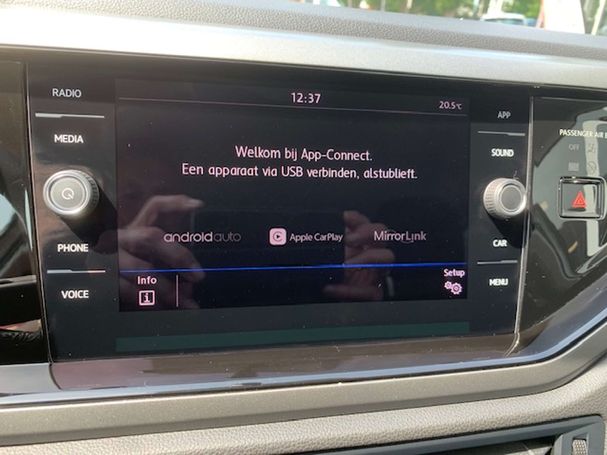 RADIO
MEDIA
PHONE
VOICE
12:37
20.5°C
Welkom bij App-Connect.
Een apparaat via USB verbinden, alstublieft.
androidauto
Apple CarPlay
MirrorLink
Info
Setup
APP
SOUND
CAR
MENU
PASSENGER AIR
OFF